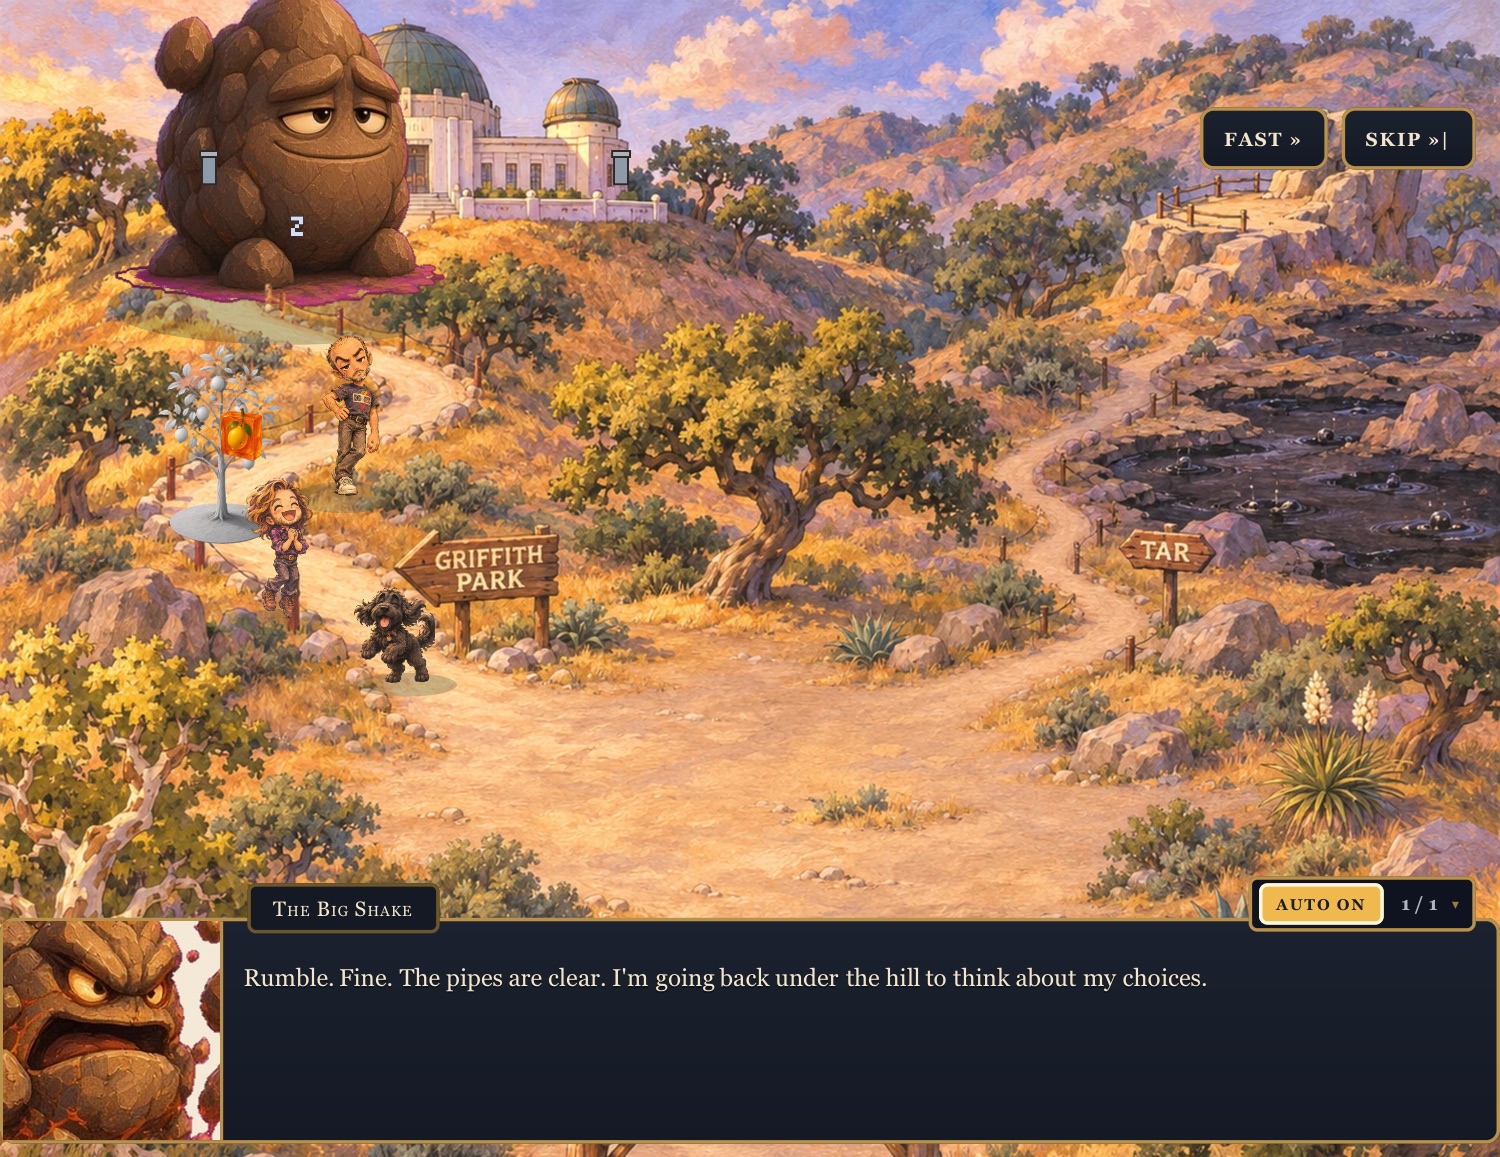 FAST »
SKIP »|
Z
GRIFFITH
PARK
TAR
The Big Shake
AUTO ON
1 / 1 ▾
Rumble. Fine. The pipes are clear. I'm going back under the hill to think about my choices.